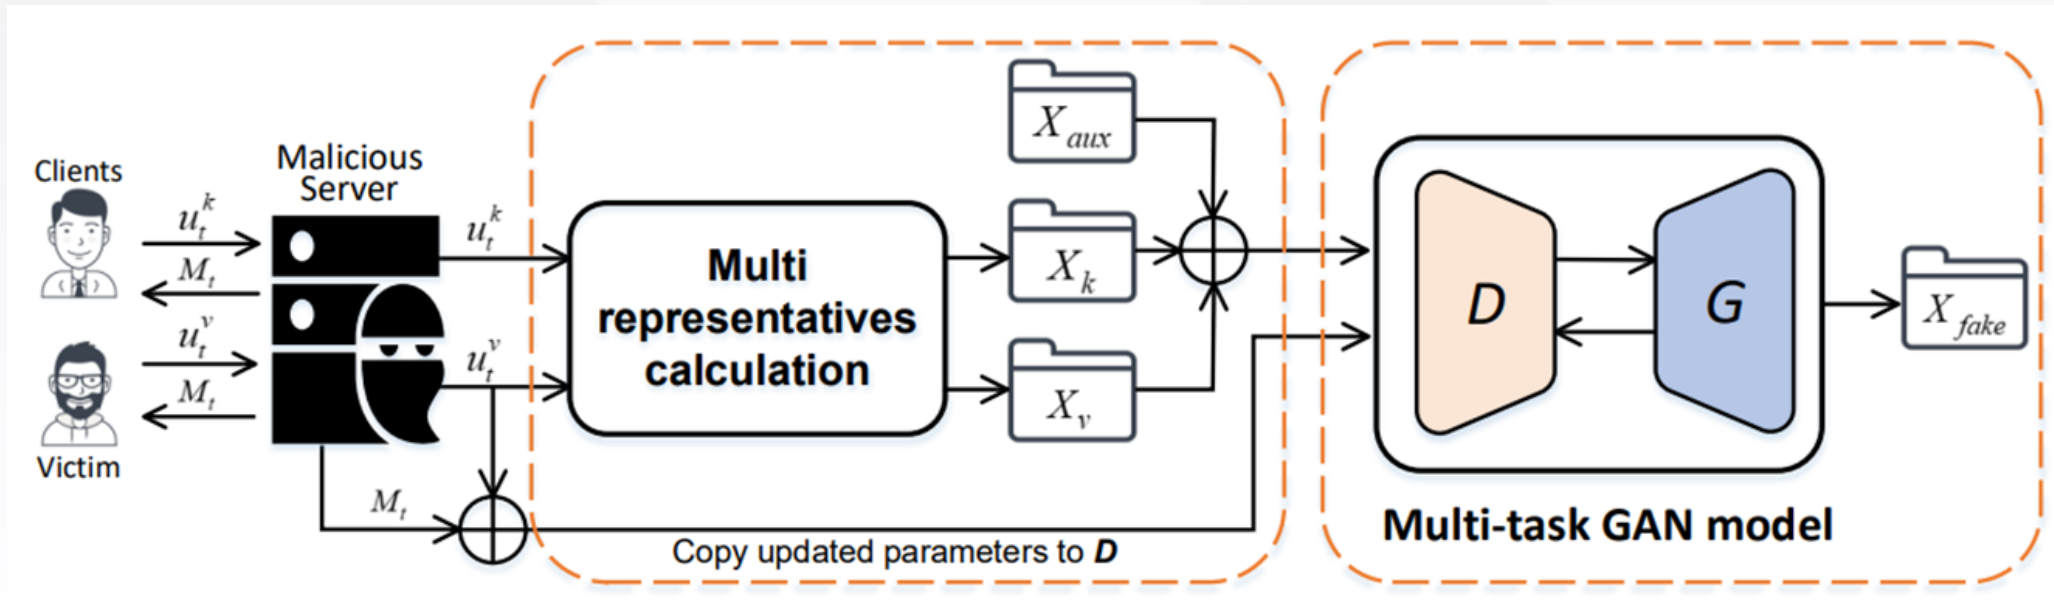 Clients
Malicious
Server
u_t^k
M_t
u_t^v
M_t
Victim
u_t^k
u_t^v
M_t
Multi
representatives
calculation
X_aux
X_k
X_v
Copy updated parameters to D
D
G
Multi-task GAN model
X_fake